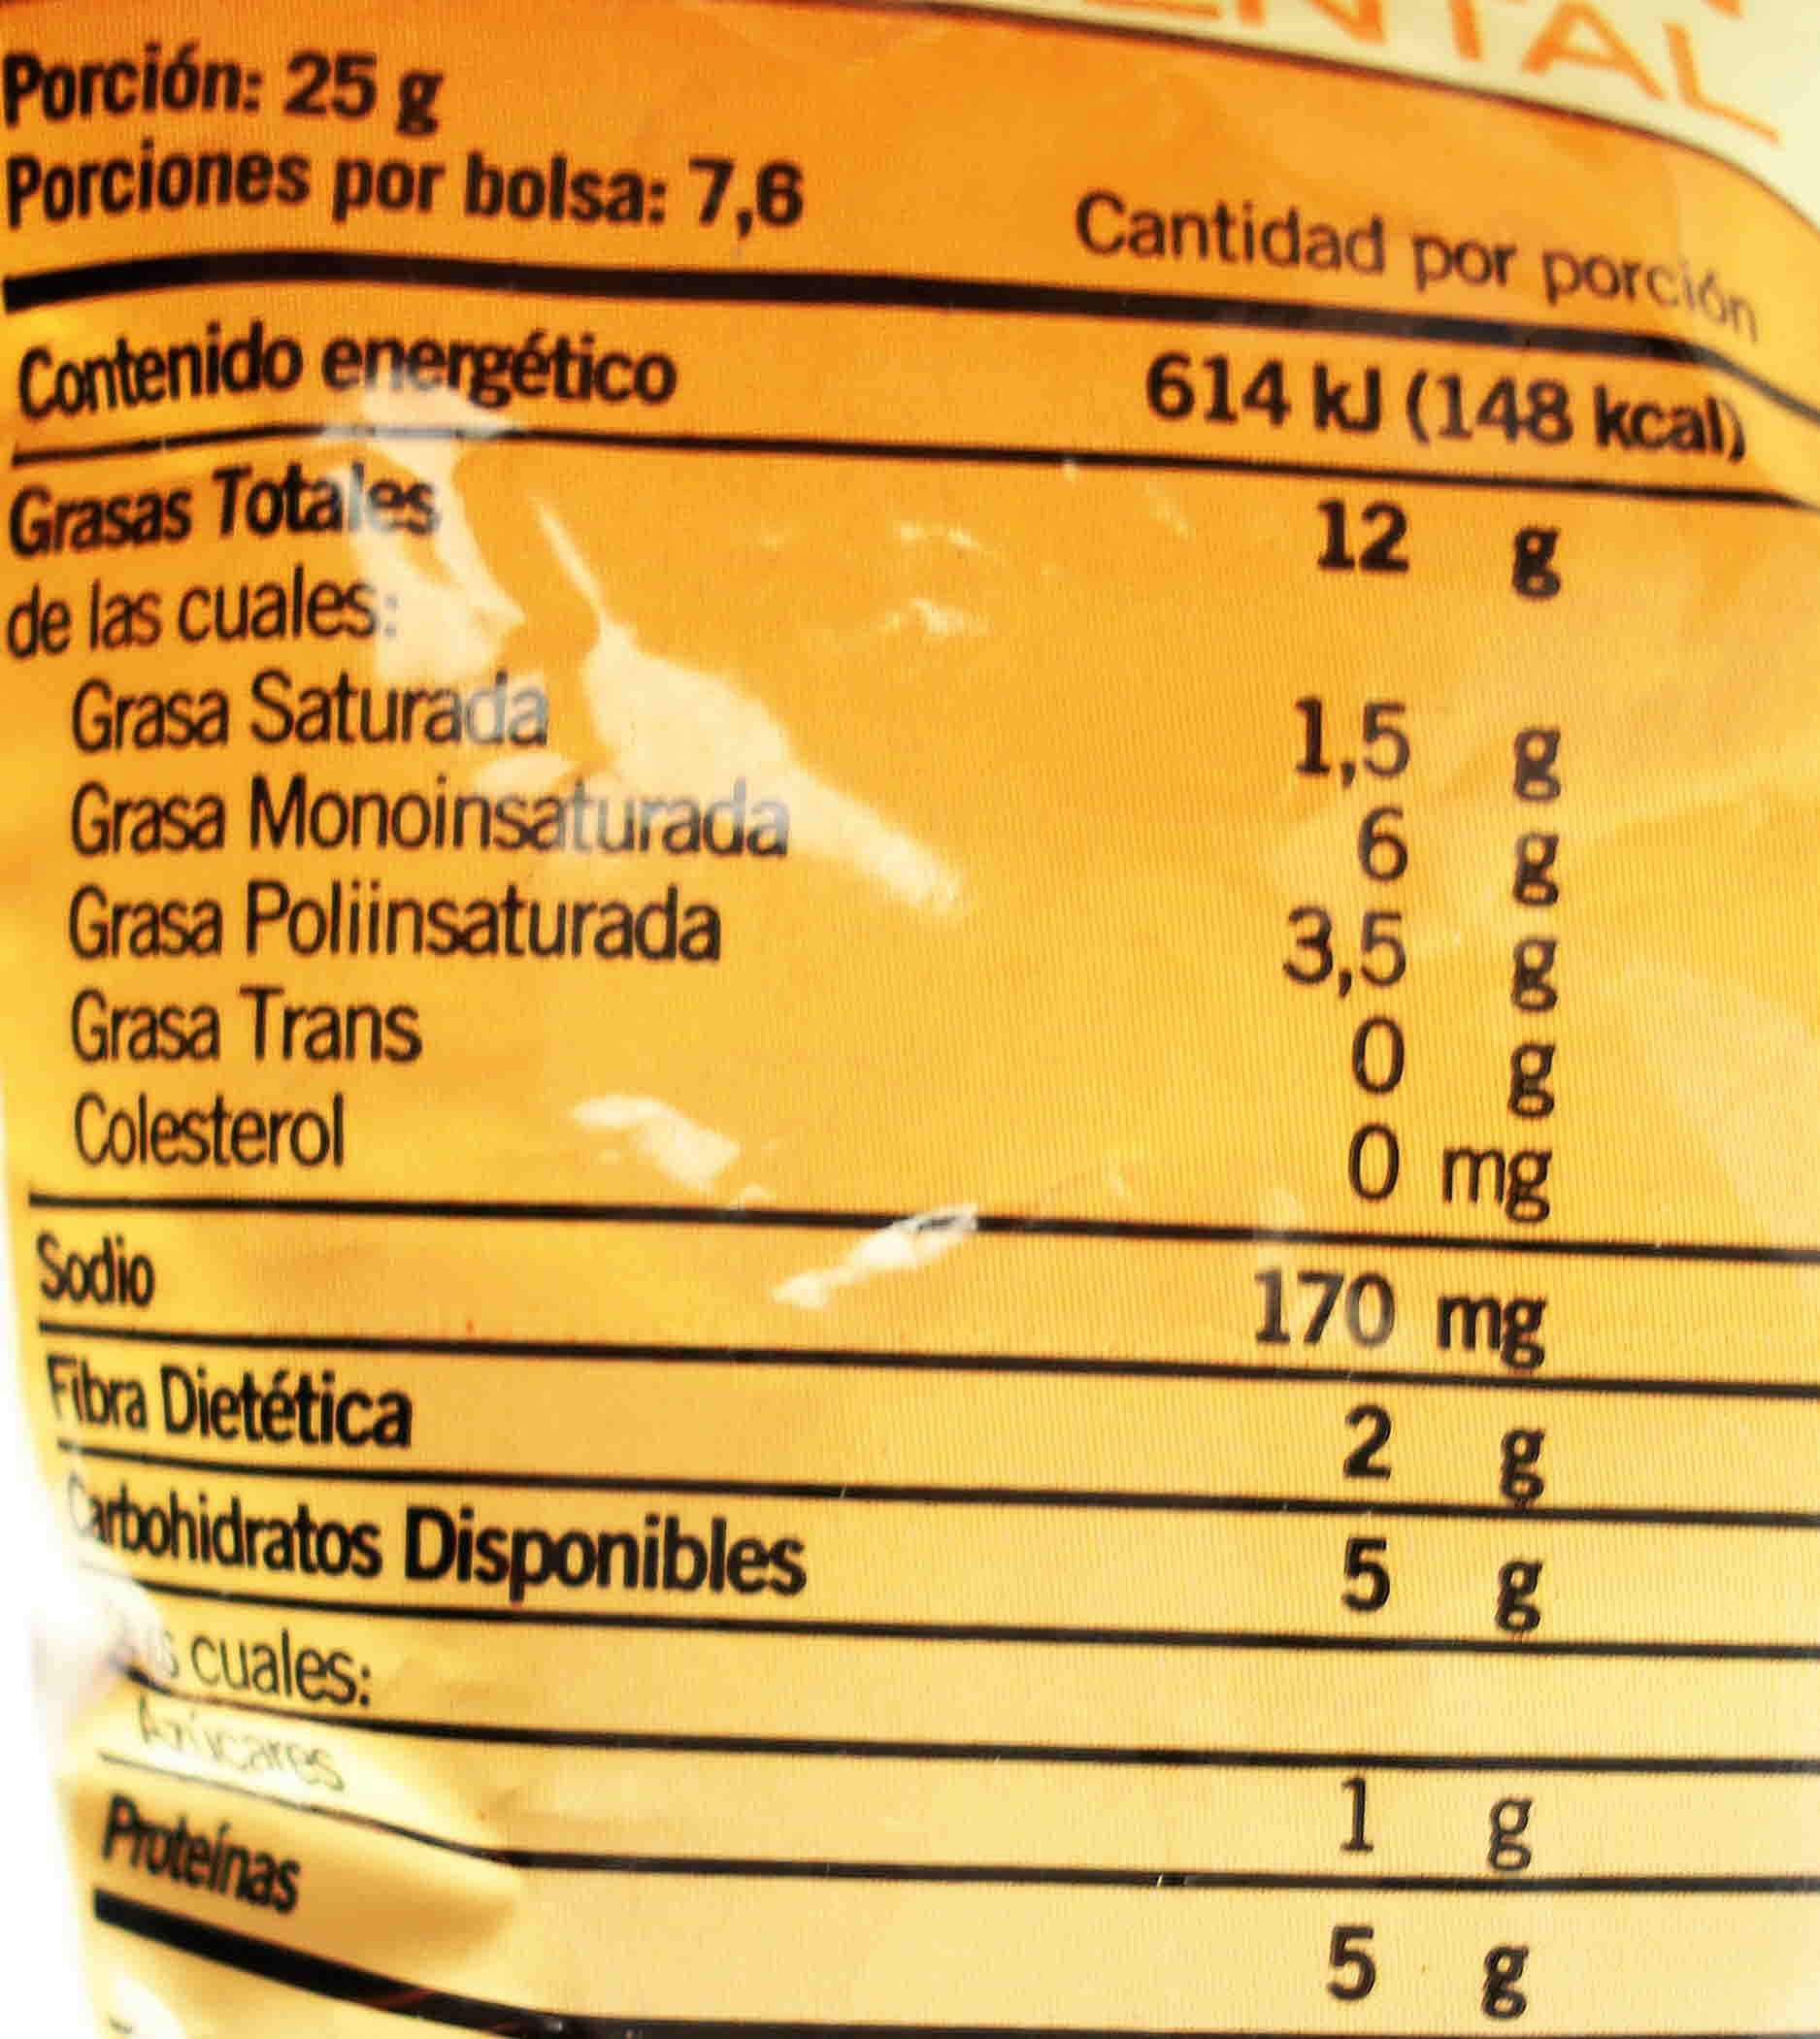 Porción: 25 g
Porciones por bolsa: 7,6
Cantidad por porción
Contenido energético 614 kJ (148 kcal)
Grasas Totales 12 g
de las cuales:
Grasa Saturada 1,5 g
Grasa Monoinsaturada 6 g
Grasa Poliinsaturada 3,5 g
Grasa Trans 0 g
Colesterol 0 mg
Sodio 170 mg
Fibra Dietética 2 g
Carbohidratos Disponibles 5 g
cuales:
Azúcares 1 g
Proteínas 5 g